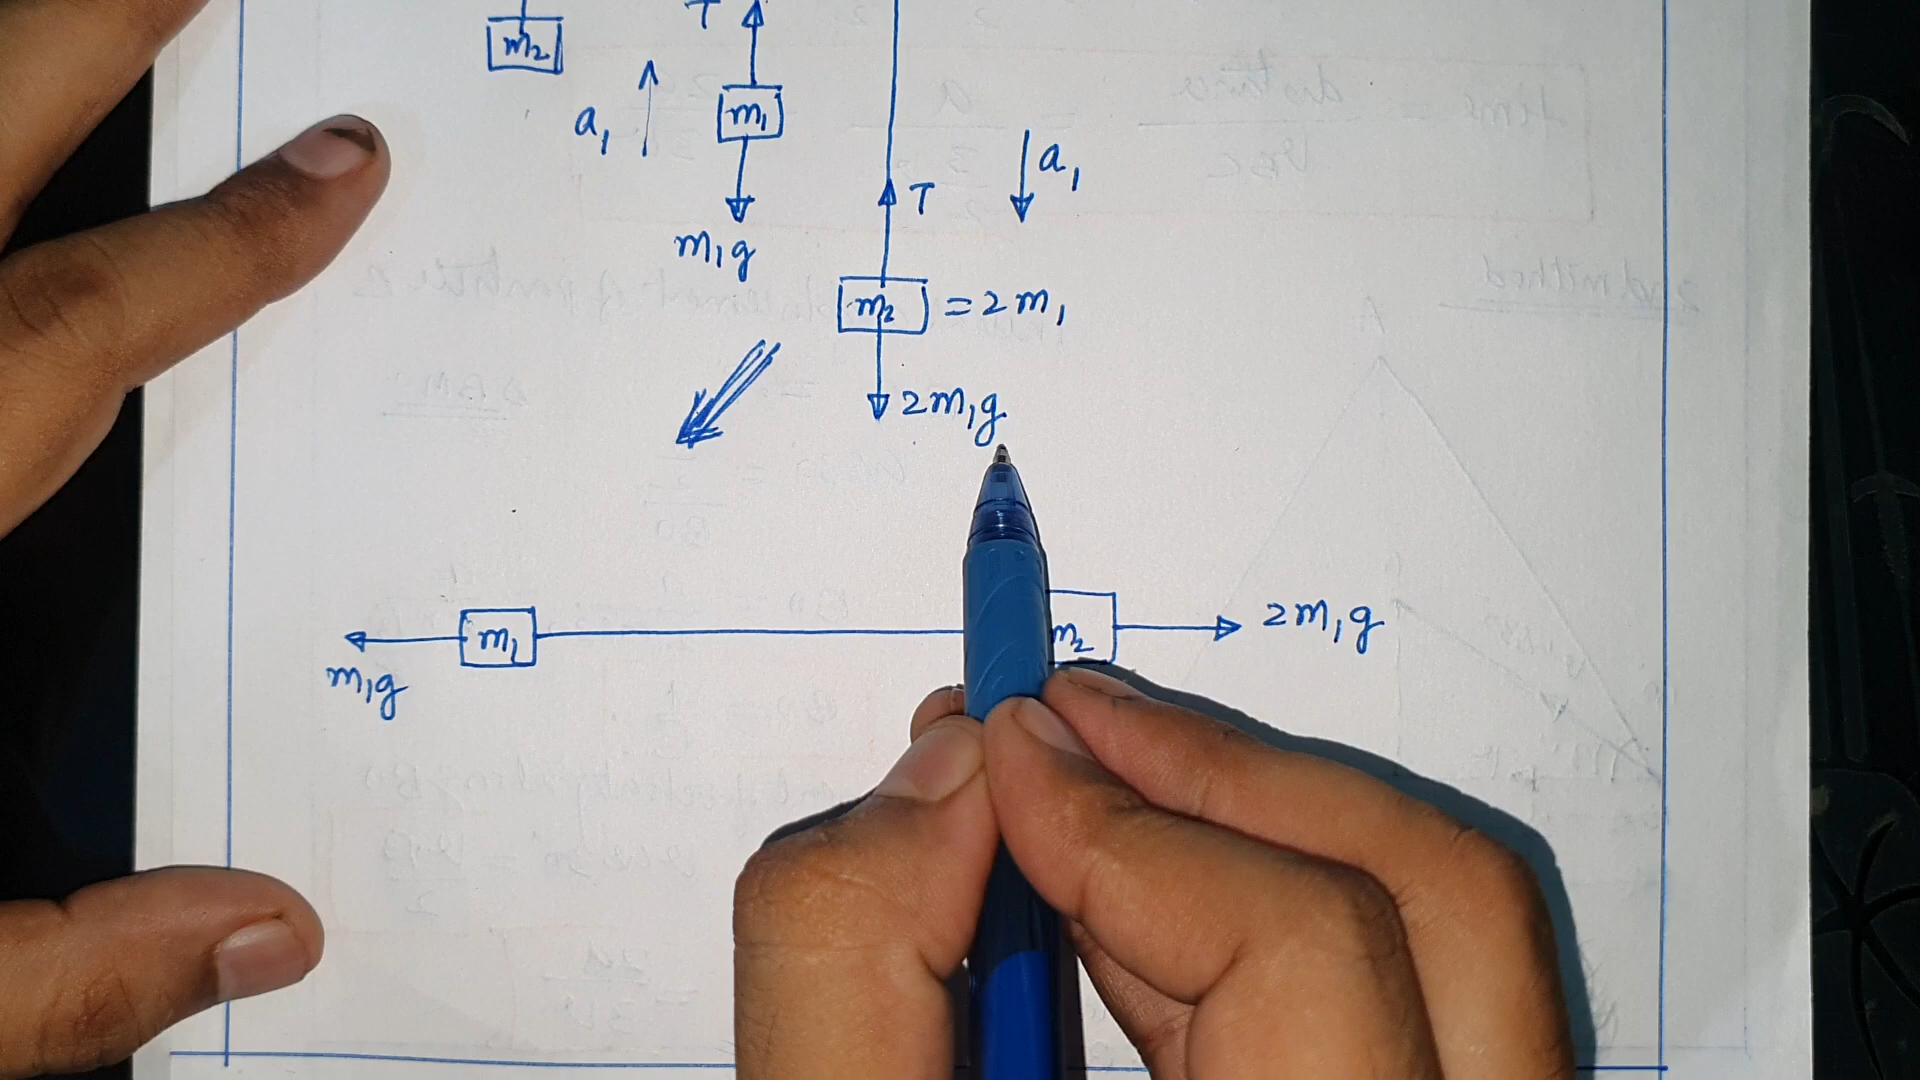 T
m₂
m₁
a₁
a₁
T
m₁g
m₂ = 2m₁
2m₁g
m₁ m₂ 2m₁g
m₁g